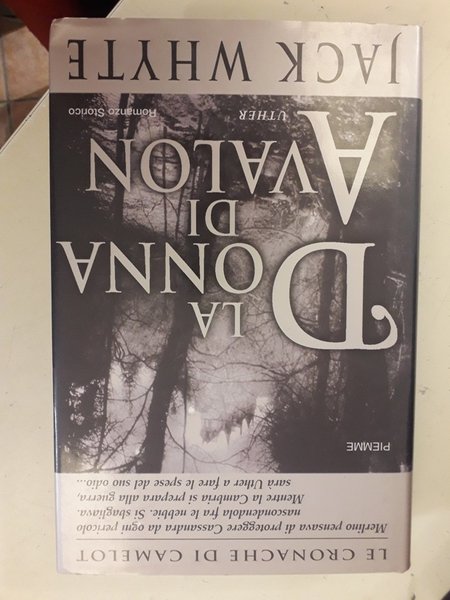 LE CRONACHE DI CAMELOT
Merlino pensava di proteggere Cassandra da ogni pericolo
nascondendola fra le nebbie. Si sbagliava.
Mentre la Cambria si prepara alla guerra,
sarà Uther a fare le spese del suo odio...
PIEMME
LA
DONNA
DI
AVALON
UTHER
Romanzo Storico
JACK WHYTE